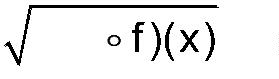 √ ∘ f)(x)